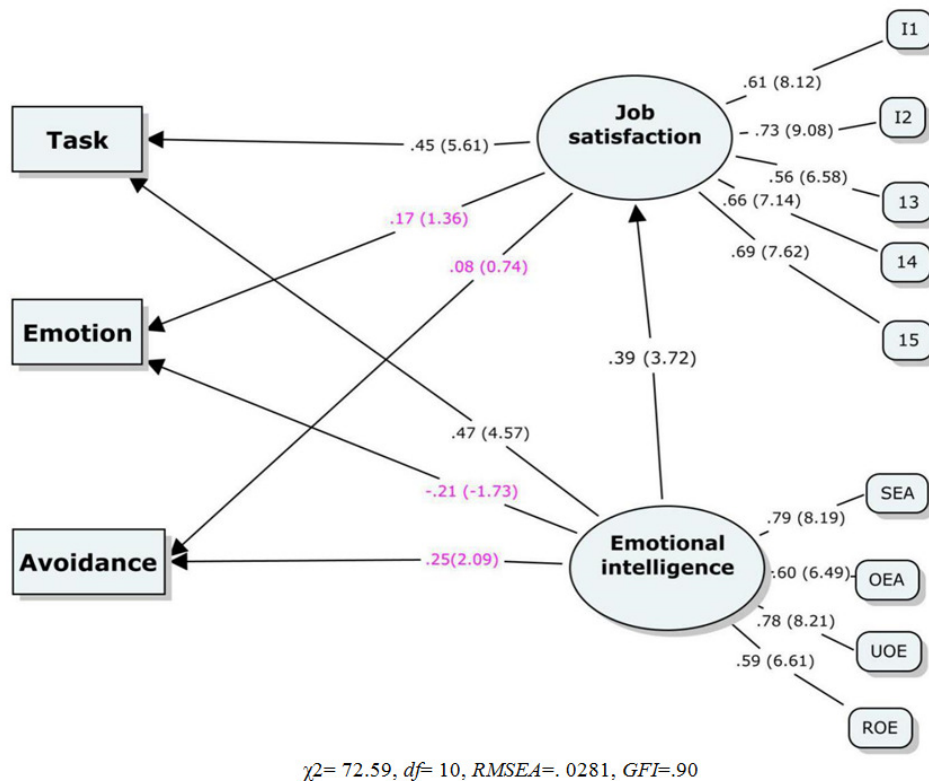 I1
.61 (8.12)
Job
satisfaction
I2
.73 (9.08)
Task
.45 (5.61)
.56 (6.58)
13
.66 (7.14)
.17 (1.36)
14
.69 (7.62)
.08 (0.74)
Emotion
15
.39 (3.72)
.47 (4.57)
-.21 (-1.73)
SEA
.79 (8.19)
Avoidance
.25(2.09)
Emotional
intelligence
.60 (6.49)
OEA
.78 (8.21)
UOE
.59 (6.61)
ROE
χ2= 72.59, df= 10, RMSEA=. 0281, GFI=.90